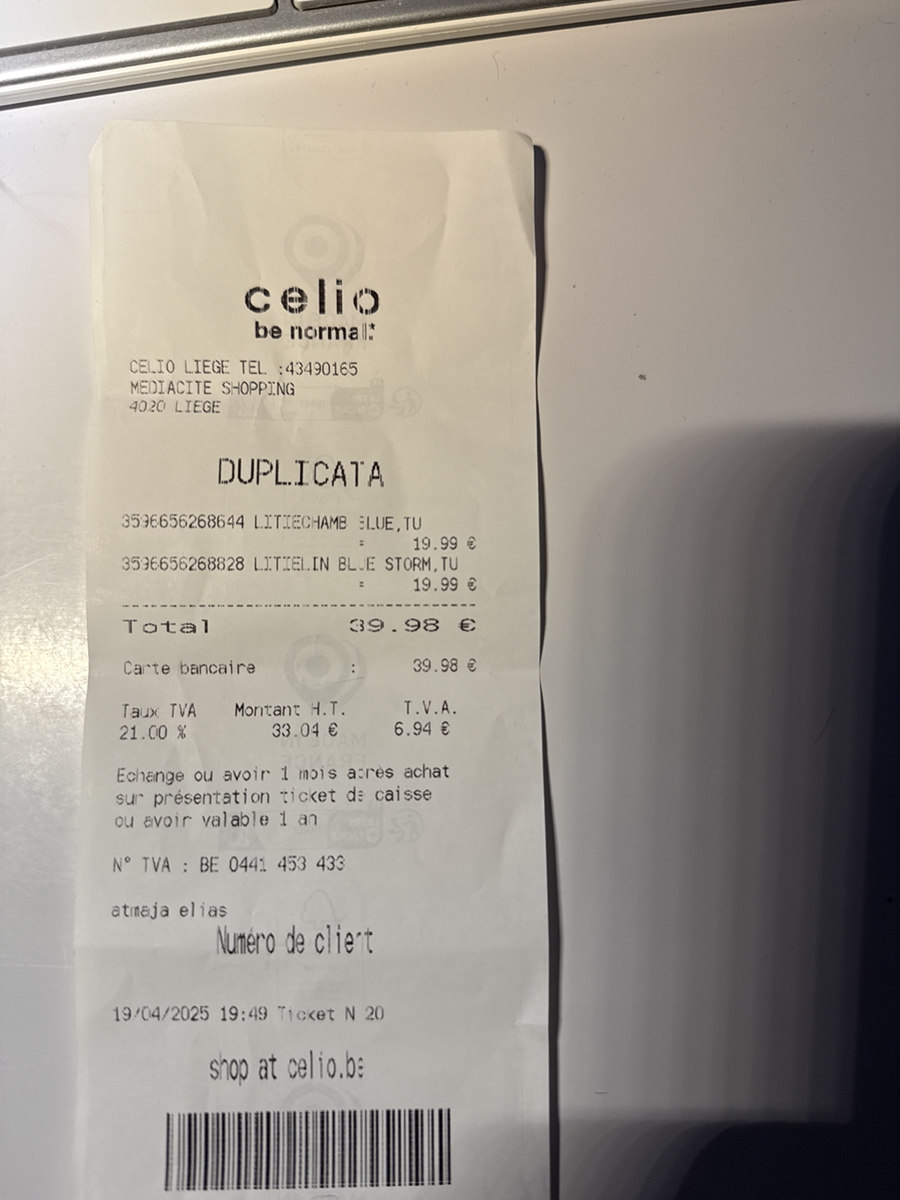 celio
be normal*
CELIO LIEGE TEL :43490165
MEDIACITE SHOPPING
4020 LIEGE
DUPLICATA
3596656268644 LITIECHAMB BLUE,TU
= 19.99 €
3596656268828 LITIELIN BLUE STORM,TU
= 19.99 €
Total 39.98 €
Carte bancaire : 39.98 €
Taux TVA Montant H.T. T.V.A.
21.00 % 33.04 € 6.94 €
Echange ou avoir 1 mois après achat
sur présentation ticket de caisse
ou avoir valable 1 an
N° TVA : BE 0441 453 433
atmaja elias
Numéro de client
19/04/2025 19:49 Ticket N 20
shop at celio.be